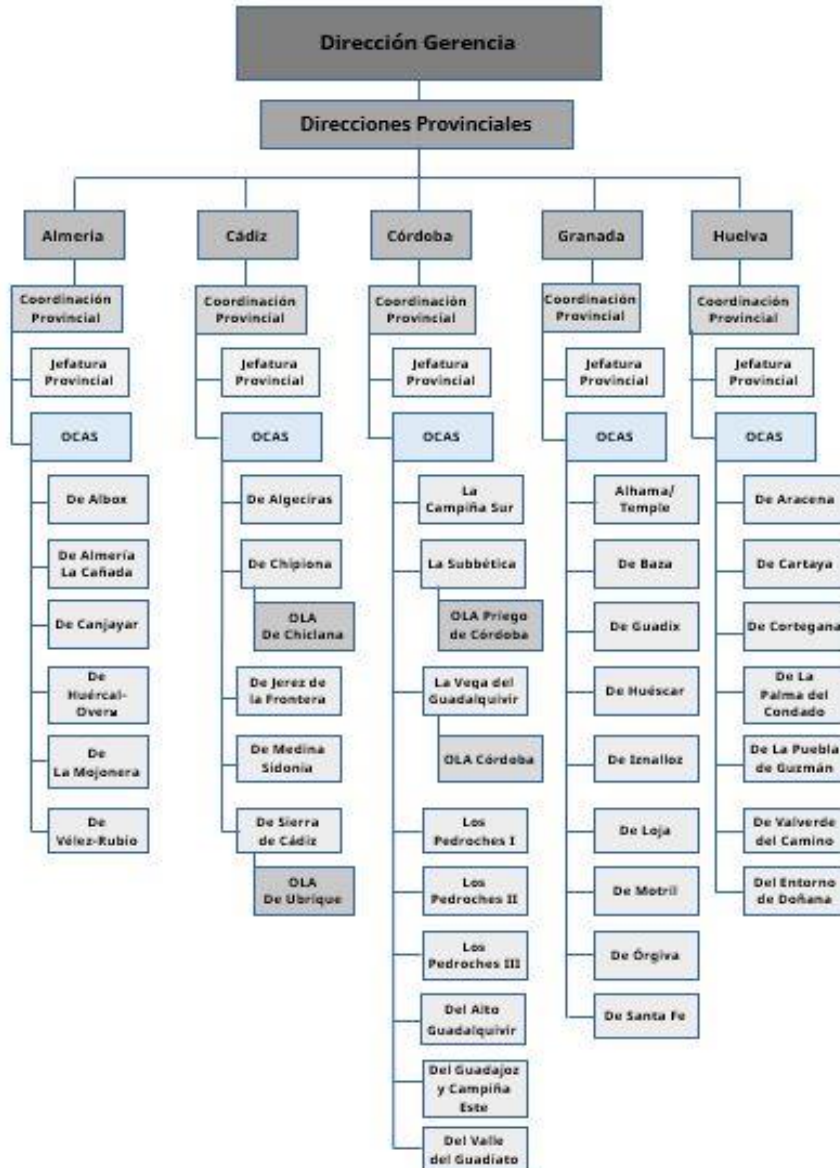 Dirección Gerencia
Direcciones Provinciales
Almería
Cádiz
Córdoba
Granada
Huelva
Coordinación
Provincial
Coordinación
Provincial
Coordinación
Provincial
Coordinación
Provincial
Coordinación
Provincial
Jefatura
Provincial
Jefatura
Provincial
Jefatura
Provincial
Jefatura
Provincial
Jefatura
Provincial
OCAS
OCAS
OCAS
OCAS
OCAS
De Albox
De Almería
La Cañada
De Canjayar
De
Huércal-
Overa
De
La Mojonera
De
Vélez-Rubio
De Algeciras
De Chipiona
OLA
De Chiclana
De Jerez de
la Frontera
De Medina
Sidonia
De Sierra
de Cádiz
OLA
De Ubrique
La
Campiña Sur
La Subbética
OLA Priego
de Córdoba
La Vega del
Guadalquivir
OLA Córdoba
Los
Pedroches I
Los
Pedroches II
Los
Pedroches III
Del Alto
Guadalquivir
Del Guadajoz
y Campiña
Este
Del Valle
del Guadiato
Alhama/
Temple
De Baza
De Guadix
De Huéscar
De Iznalloz
De Loja
De Motril
De Órgiva
De Santa Fe
De Aracena
De Cartaya
De Cortegana
De La
Palma del
Condado
De La Puebla
de Guzmán
De Valverde
del Camino
Del Entorno
de Doñana